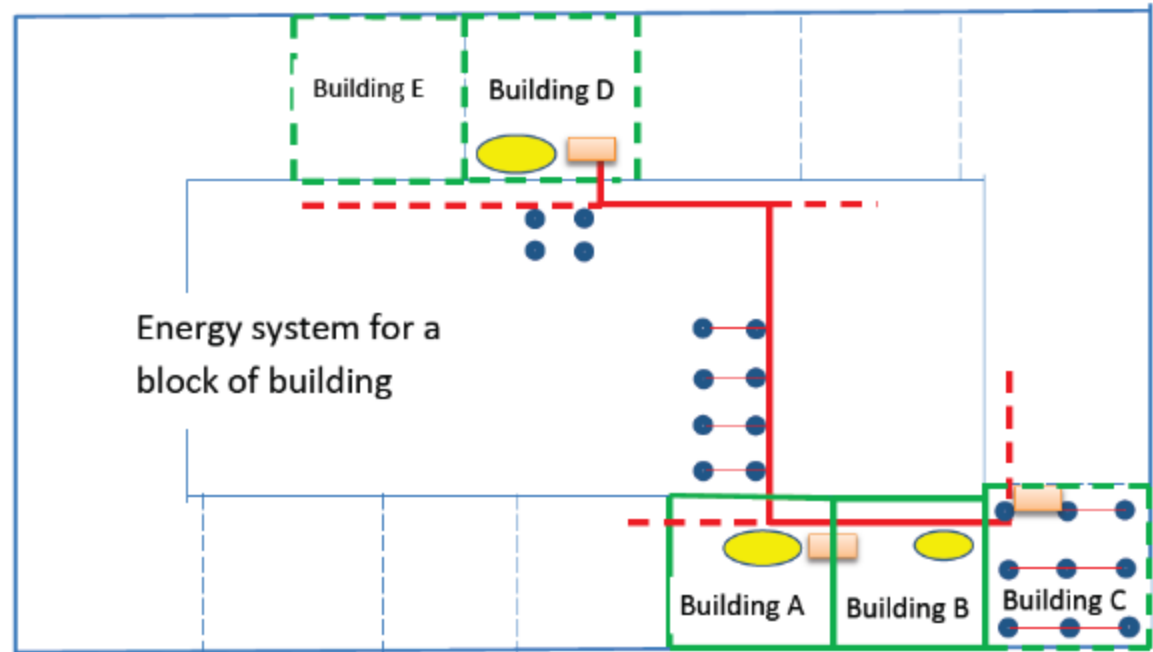 Building E
Building D
Energy system for a
block of building
Building A
Building B
Building C